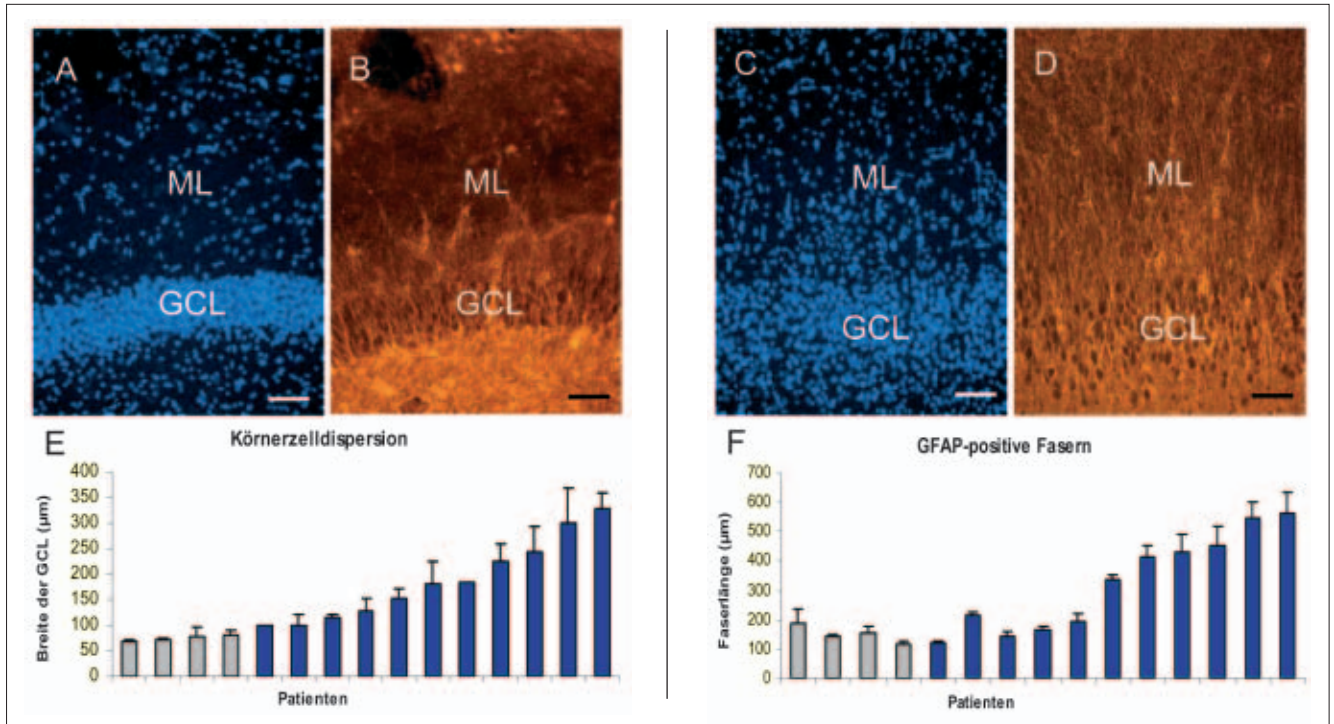 A
ML
GCL
B
ML
GCL
C
ML
GCL
D
ML
GCL
E
Körnerzelldispersion
Breite der GCL (µm)
400
350
300
250
200
150
100
50
0
Patienten
F
GFAP-positive Fasern
Faserlänge (µm)
700
600
500
400
300
200
100
0
Patienten